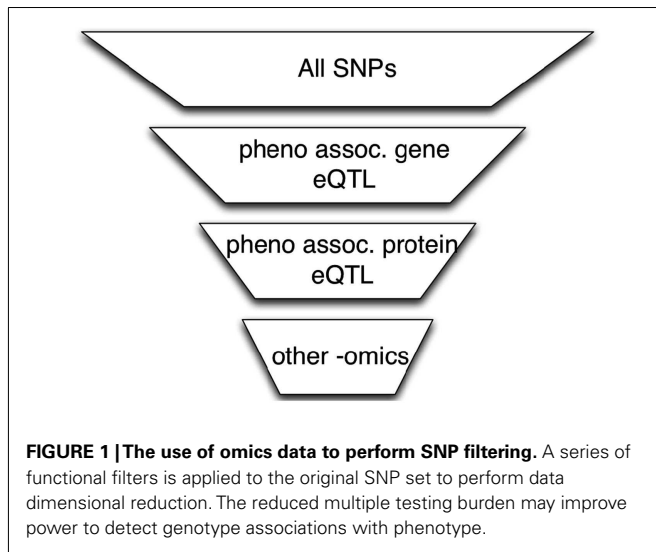 All SNPs
pheno assoc. gene
eQTL
pheno assoc. protein
eQTL
other -omics
FIGURE 1 | The use of omics data to perform SNP filtering. A series of
functional filters is applied to the original SNP set to perform data
dimensional reduction. The reduced multiple testing burden may improve
power to detect genotype associations with phenotype.